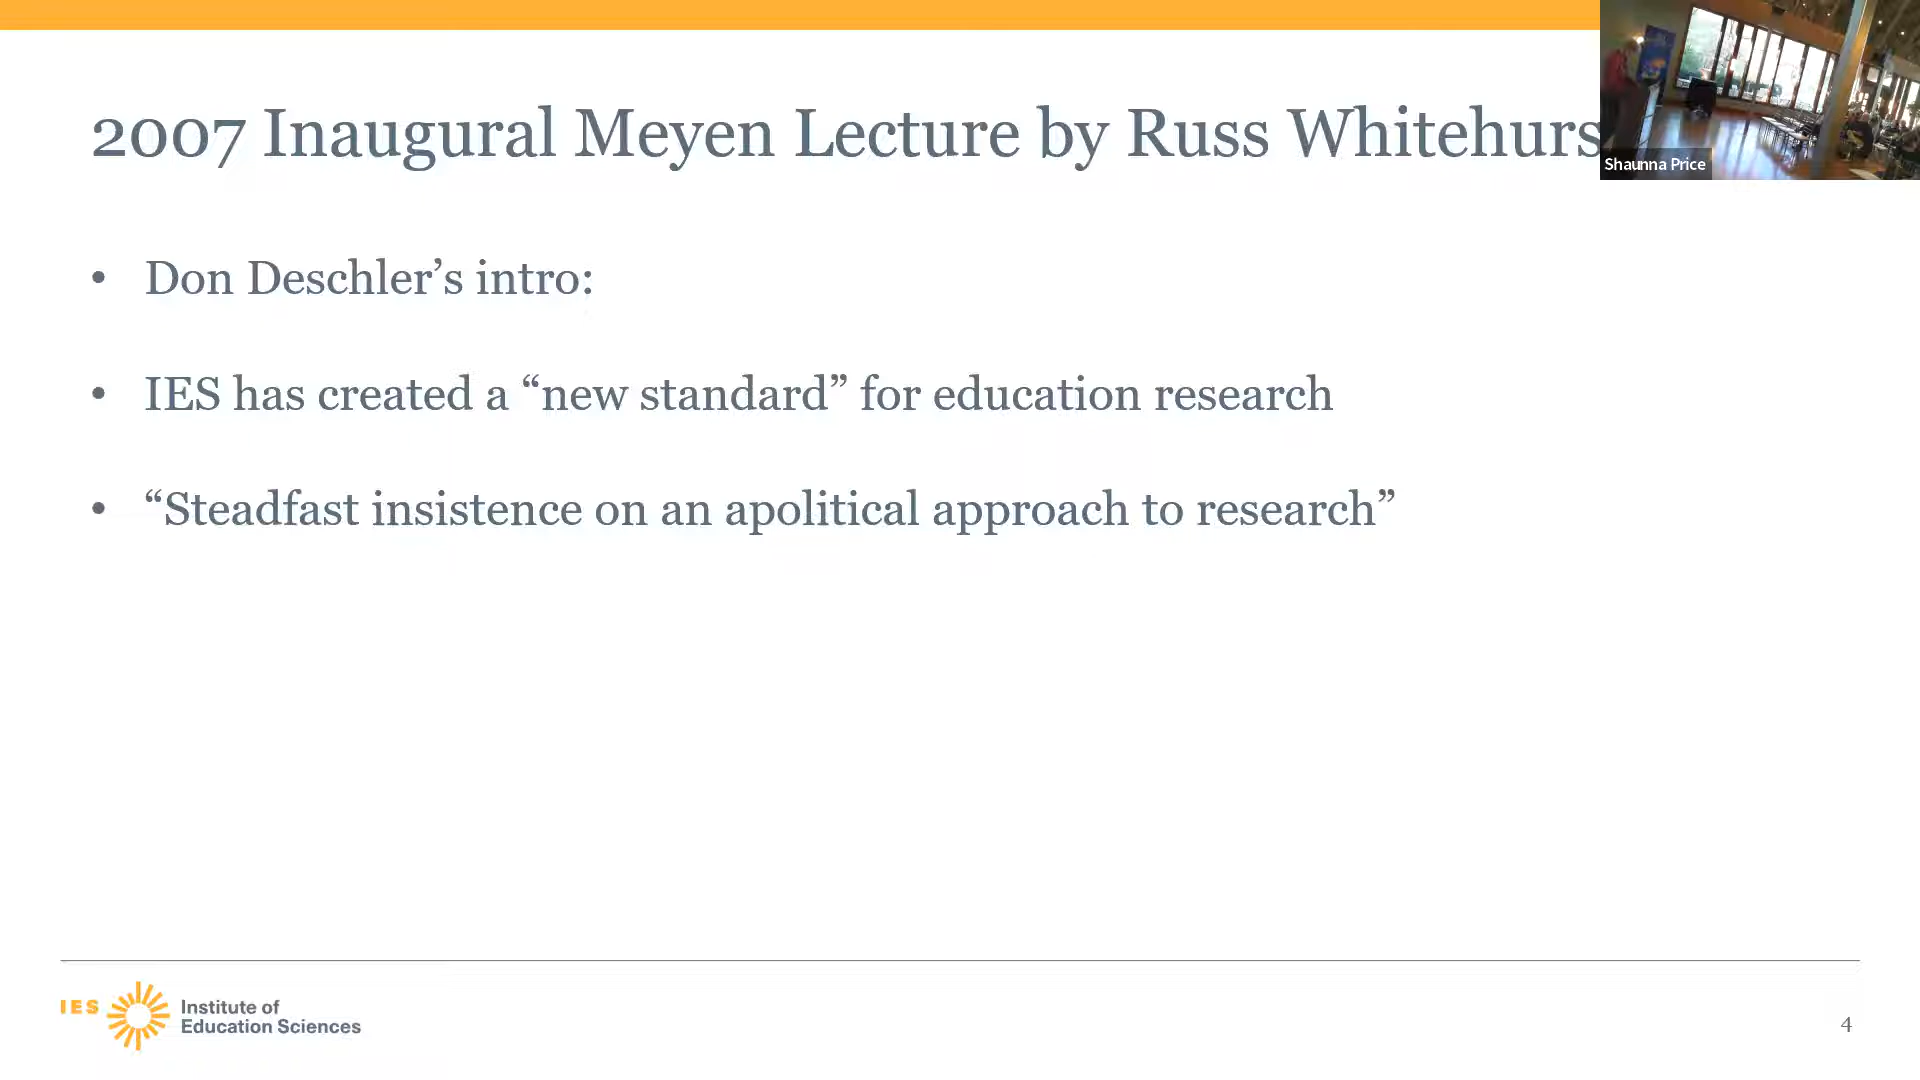 2007 Inaugural Meyen Lecture by Russ Whitehurs
Shaunna Price
• Don Deschler’s intro:
• IES has created a “new standard” for education research
• “Steadfast insistence on an apolitical approach to research”
IES
Institute of
Education Sciences
4